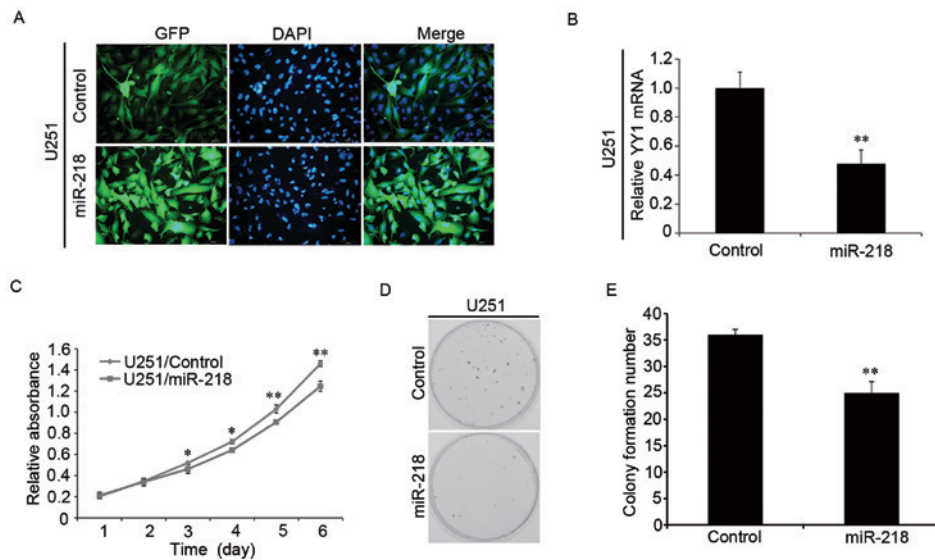 A
GFP
DAPI
Merge
U251
Control
miR-218
B
U251
Relative YY1 mRNA
1.2
1.0
0.8
0.6
0.4
0.2
0
**
Control
miR-218
C
Relative absorbance
1.6
1.4
1.2
1.0
0.8
0.6
0.4
0.2
0.2
U251/Control
U251/miR-218
*
*
**
**
1 2 3 4 5 6
Time (day)
D
U251
Control
miR-218
E
Colony formation number
40
35
30
25
20
15
10
5
0
**
Control
miR-218